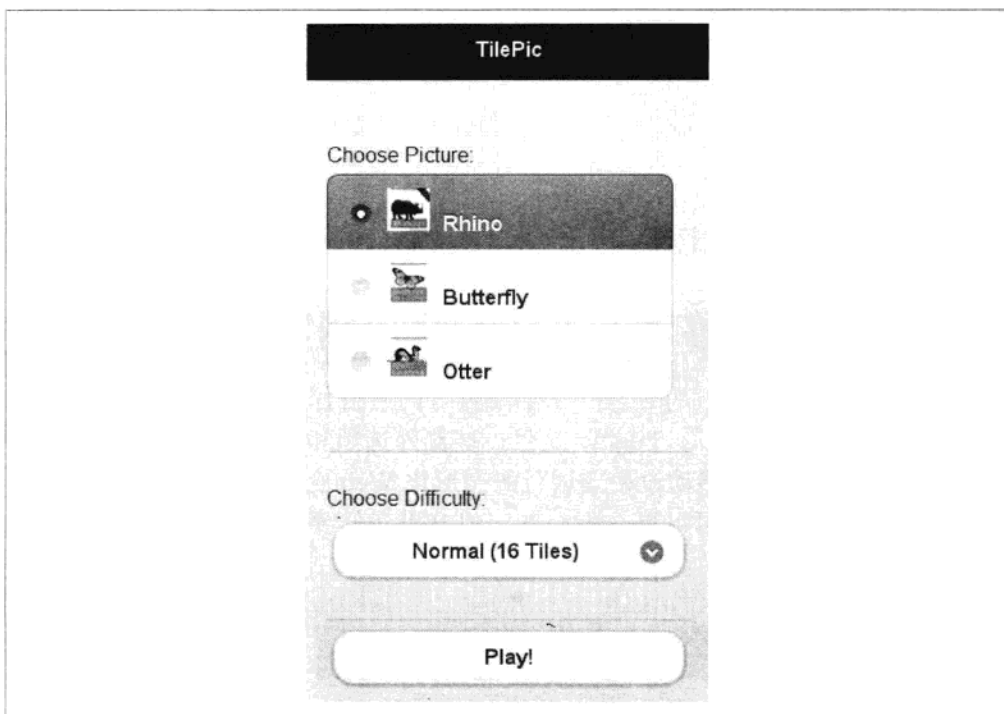 TilePic
Choose Picture:
Rhino
Butterfly
Otter
Choose Difficulty:
Normal (16 Tiles)
Play!